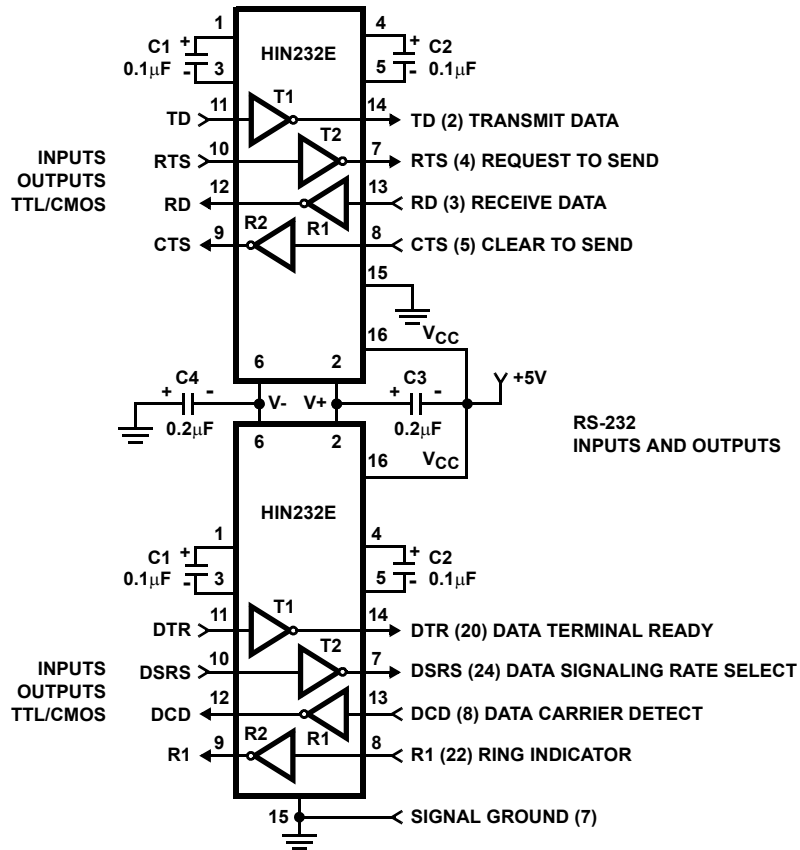 1
4
HIN232E
C1 + C2 +
0.1µF - 3 5 - 0.1µF
T1
TD 11 14 TD (2) TRANSMIT DATA
T2
INPUTS
OUTPUTS
TTL/CMOS
RTS 10 7 RTS (4) REQUEST TO SEND
RD 12 13 RD (3) RECEIVE DATA
R2 R1
CTS 9 8 CTS (5) CLEAR TO SEND
15
16 VCC
6 2
C4 C3 +5V
+ - V- V+ + -
0.2µF 0.2µF
RS-232
INPUTS AND OUTPUTS
6 2
16 VCC
HIN232E
1 4
C1 + + C2
0.1µF - 3 5 - 0.1µF
T1
DTR 11 14 DTR (20) DATA TERMINAL READY
T2
INPUTS
OUTPUTS
TTL/CMOS
DSRS 10 7 DSRS (24) DATA SIGNALING RATE SELECT
DCD 12 13 DCD (8) DATA CARRIER DETECT
R2 R1
R1 9 8 R1 (22) RING INDICATOR
15 SIGNAL GROUND (7)